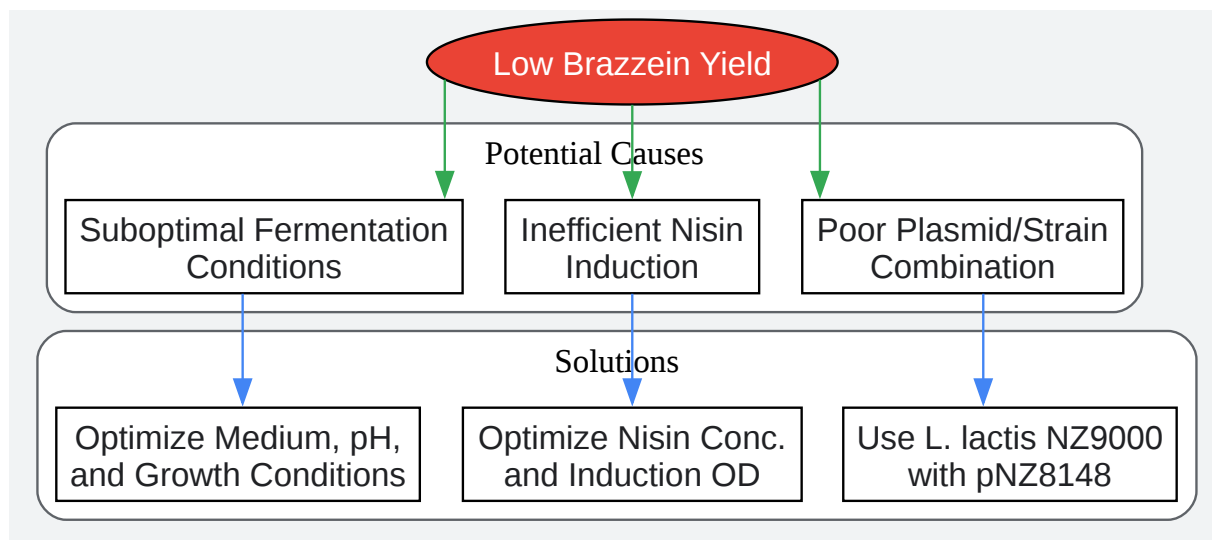 Low Brazzein Yield
Potential Causes
Suboptimal Fermentation
Conditions
Inefficient Nisin
Induction
Poor Plasmid/Strain
Combination
Solutions
Optimize Medium, pH,
and Growth Conditions
Optimize Nisin Conc.
and Induction OD
Use L. lactis NZ9000
with pNZ8148